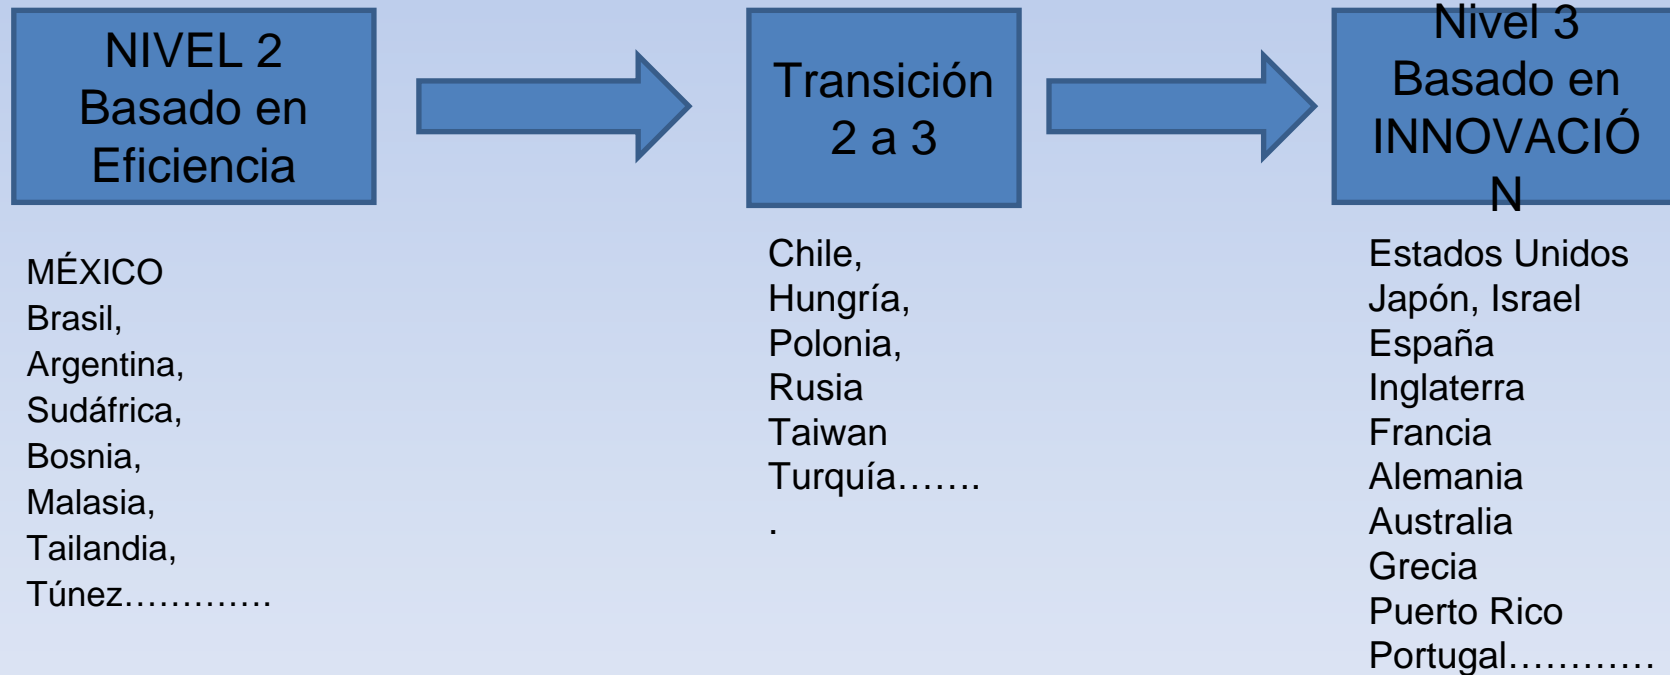 NIVEL 2
Basado en
Eficiencia
Transición
2 a 3
Nivel 3
Basado en
INNOVACIÓ
N
MÉXICO
Brasil,
Argentina,
Sudáfrica,
Bosnia,
Malasia,
Tailandia,
Túnez………….
Chile,
Hungría,
Polonia,
Rusia
Taiwan
Turquía…….
.
Estados Unidos
Japón, Israel
España
Inglaterra
Francia
Alemania
Australia
Grecia
Puerto Rico
Portugal…………